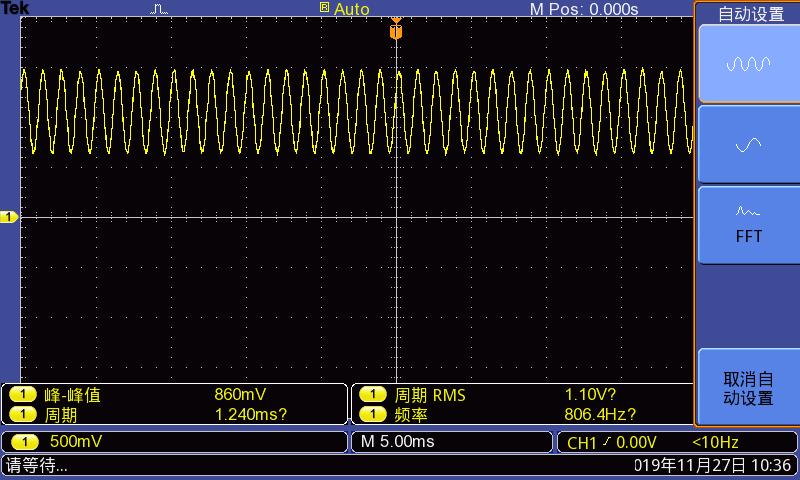 Tek
R Auto
M Pos: 0.000s
自动设置
T
1
FFT
取消自
动设置
1 峰-峰值 860mV
1 周期 RMS 1.10V?
1 周期 1.240ms?
1 频率 806.4Hz?
1 500mV
M 5.00ms
CH1 / 0.00V <10Hz
请等待...
019年11月27日 10:36